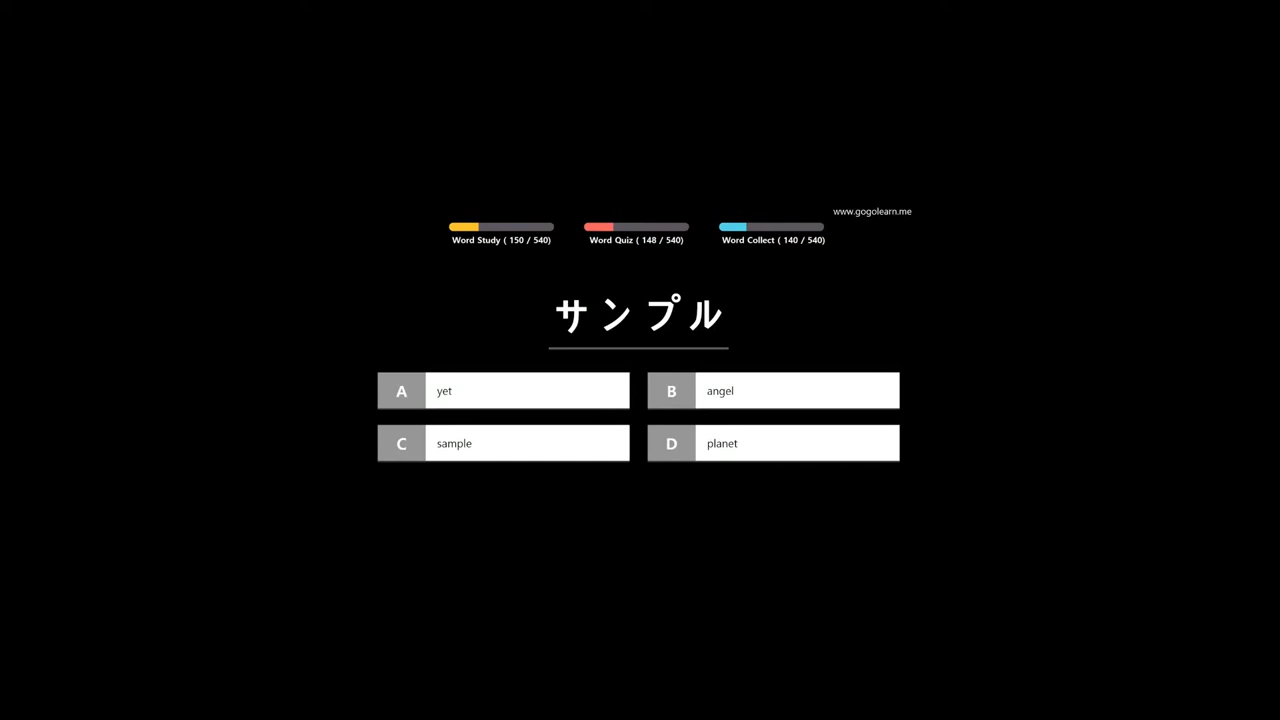 www.gogolearn.me
Word Study ( 150 / 540)
Word Quiz ( 148 / 540)
Word Collect ( 140 / 540)
サンプル
A yet
B angel
C sample
D planet